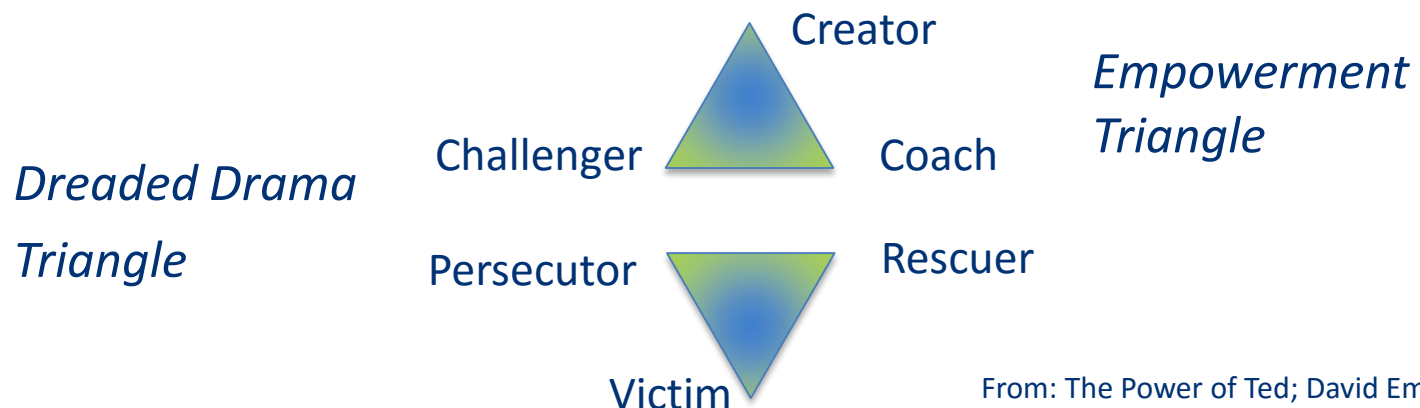 Creator
Empowerment
Triangle
Challenger
Coach
Dreaded Drama
Triangle
Persecutor
Rescuer
Victim
From: The Power of Ted; David Em